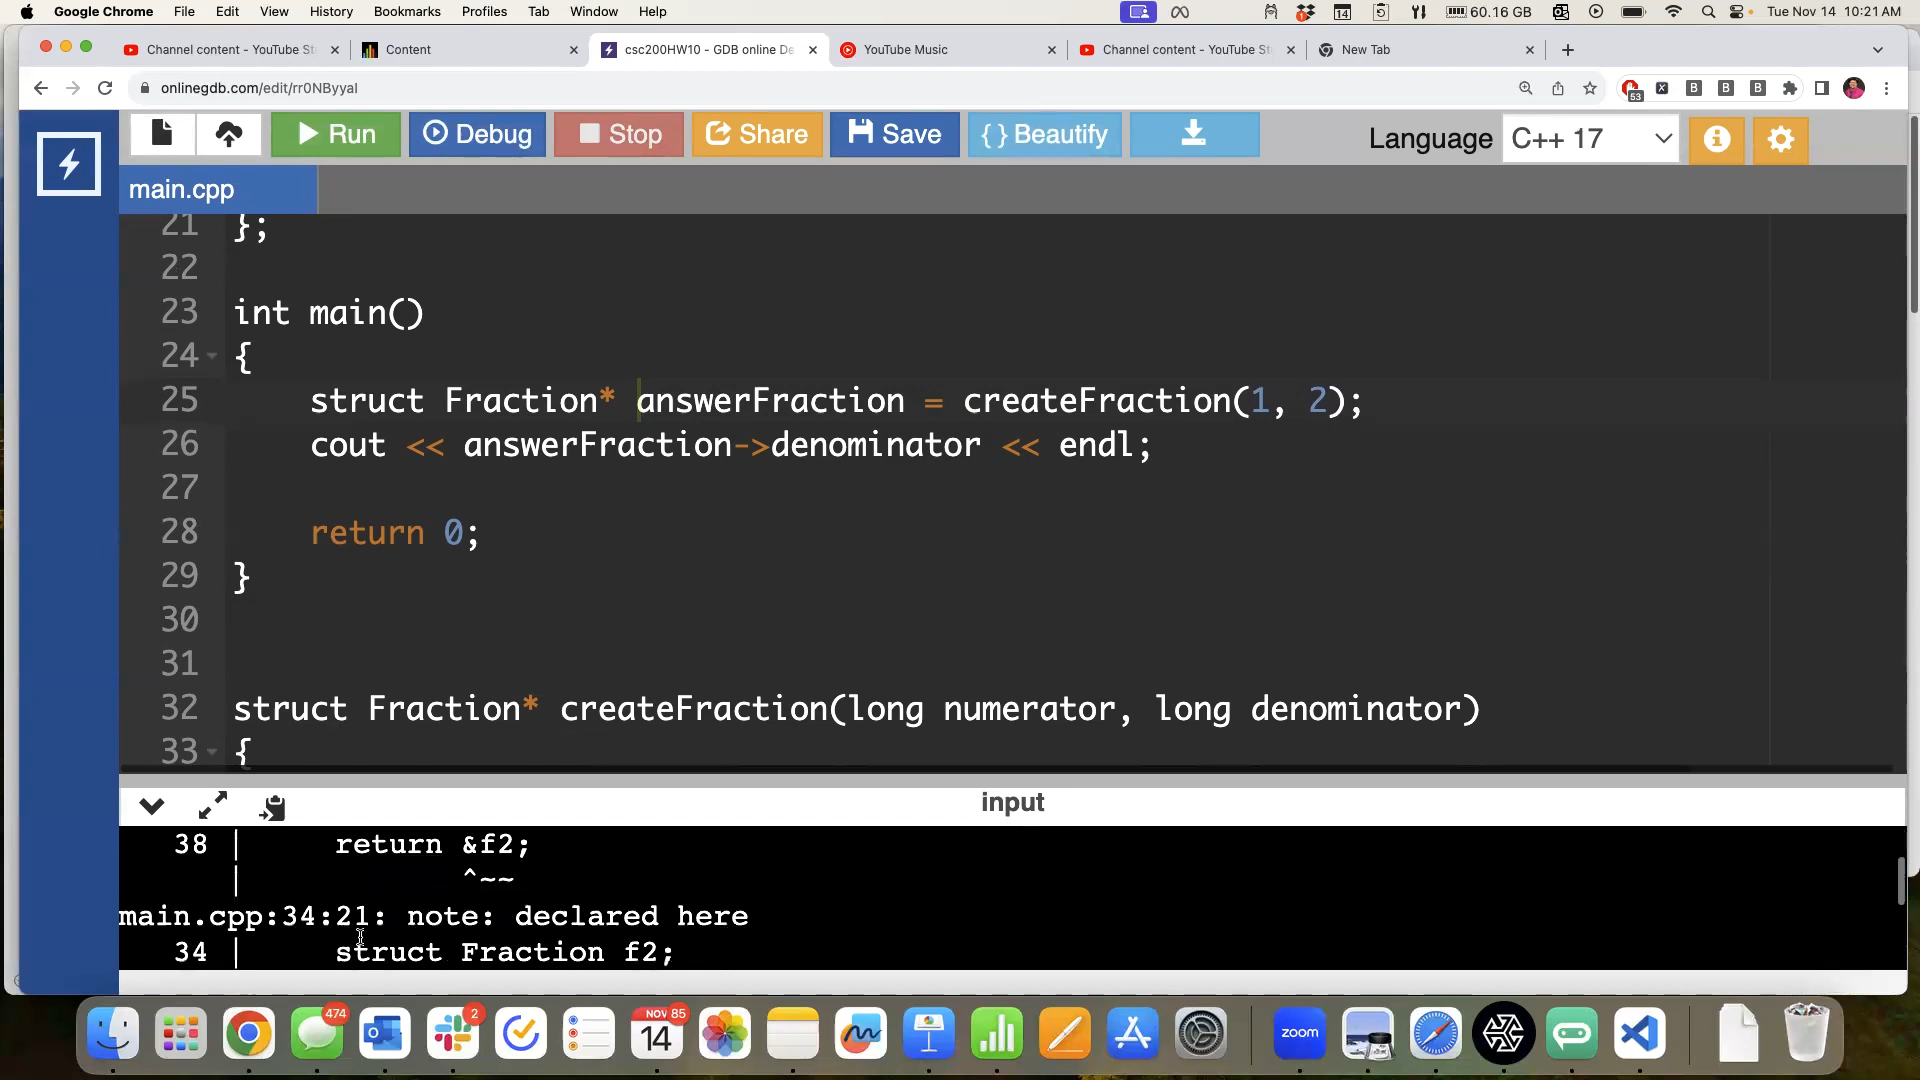 Google Chrome File Edit View History Bookmarks Profiles Tab Window Help 14 60.16 GB Tue Nov 14 10:21 AM
Channel content - YouTube St Content csc200HW10 - GDB online De YouTube Music Channel content - YouTube St New Tab
onlinegdb.com/edit/rr0NByyal 53 X B B B
Run Debug Stop Share Save { } Beautify Language C++ 17
main.cpp
21 };
22
23 int main()
24 {
25 struct Fraction* answerFraction = createFraction(1, 2);
26 cout << answerFraction->denominator << endl;
27
28 return 0;
29 }
30
31
32 struct Fraction* createFraction(long numerator, long denominator)
33 {
input
38 | return &f2;
| ^~~
main.cpp:34:21: note: declared here
34 | struct Fraction f2;
474 2 NOV 85
14 zoom